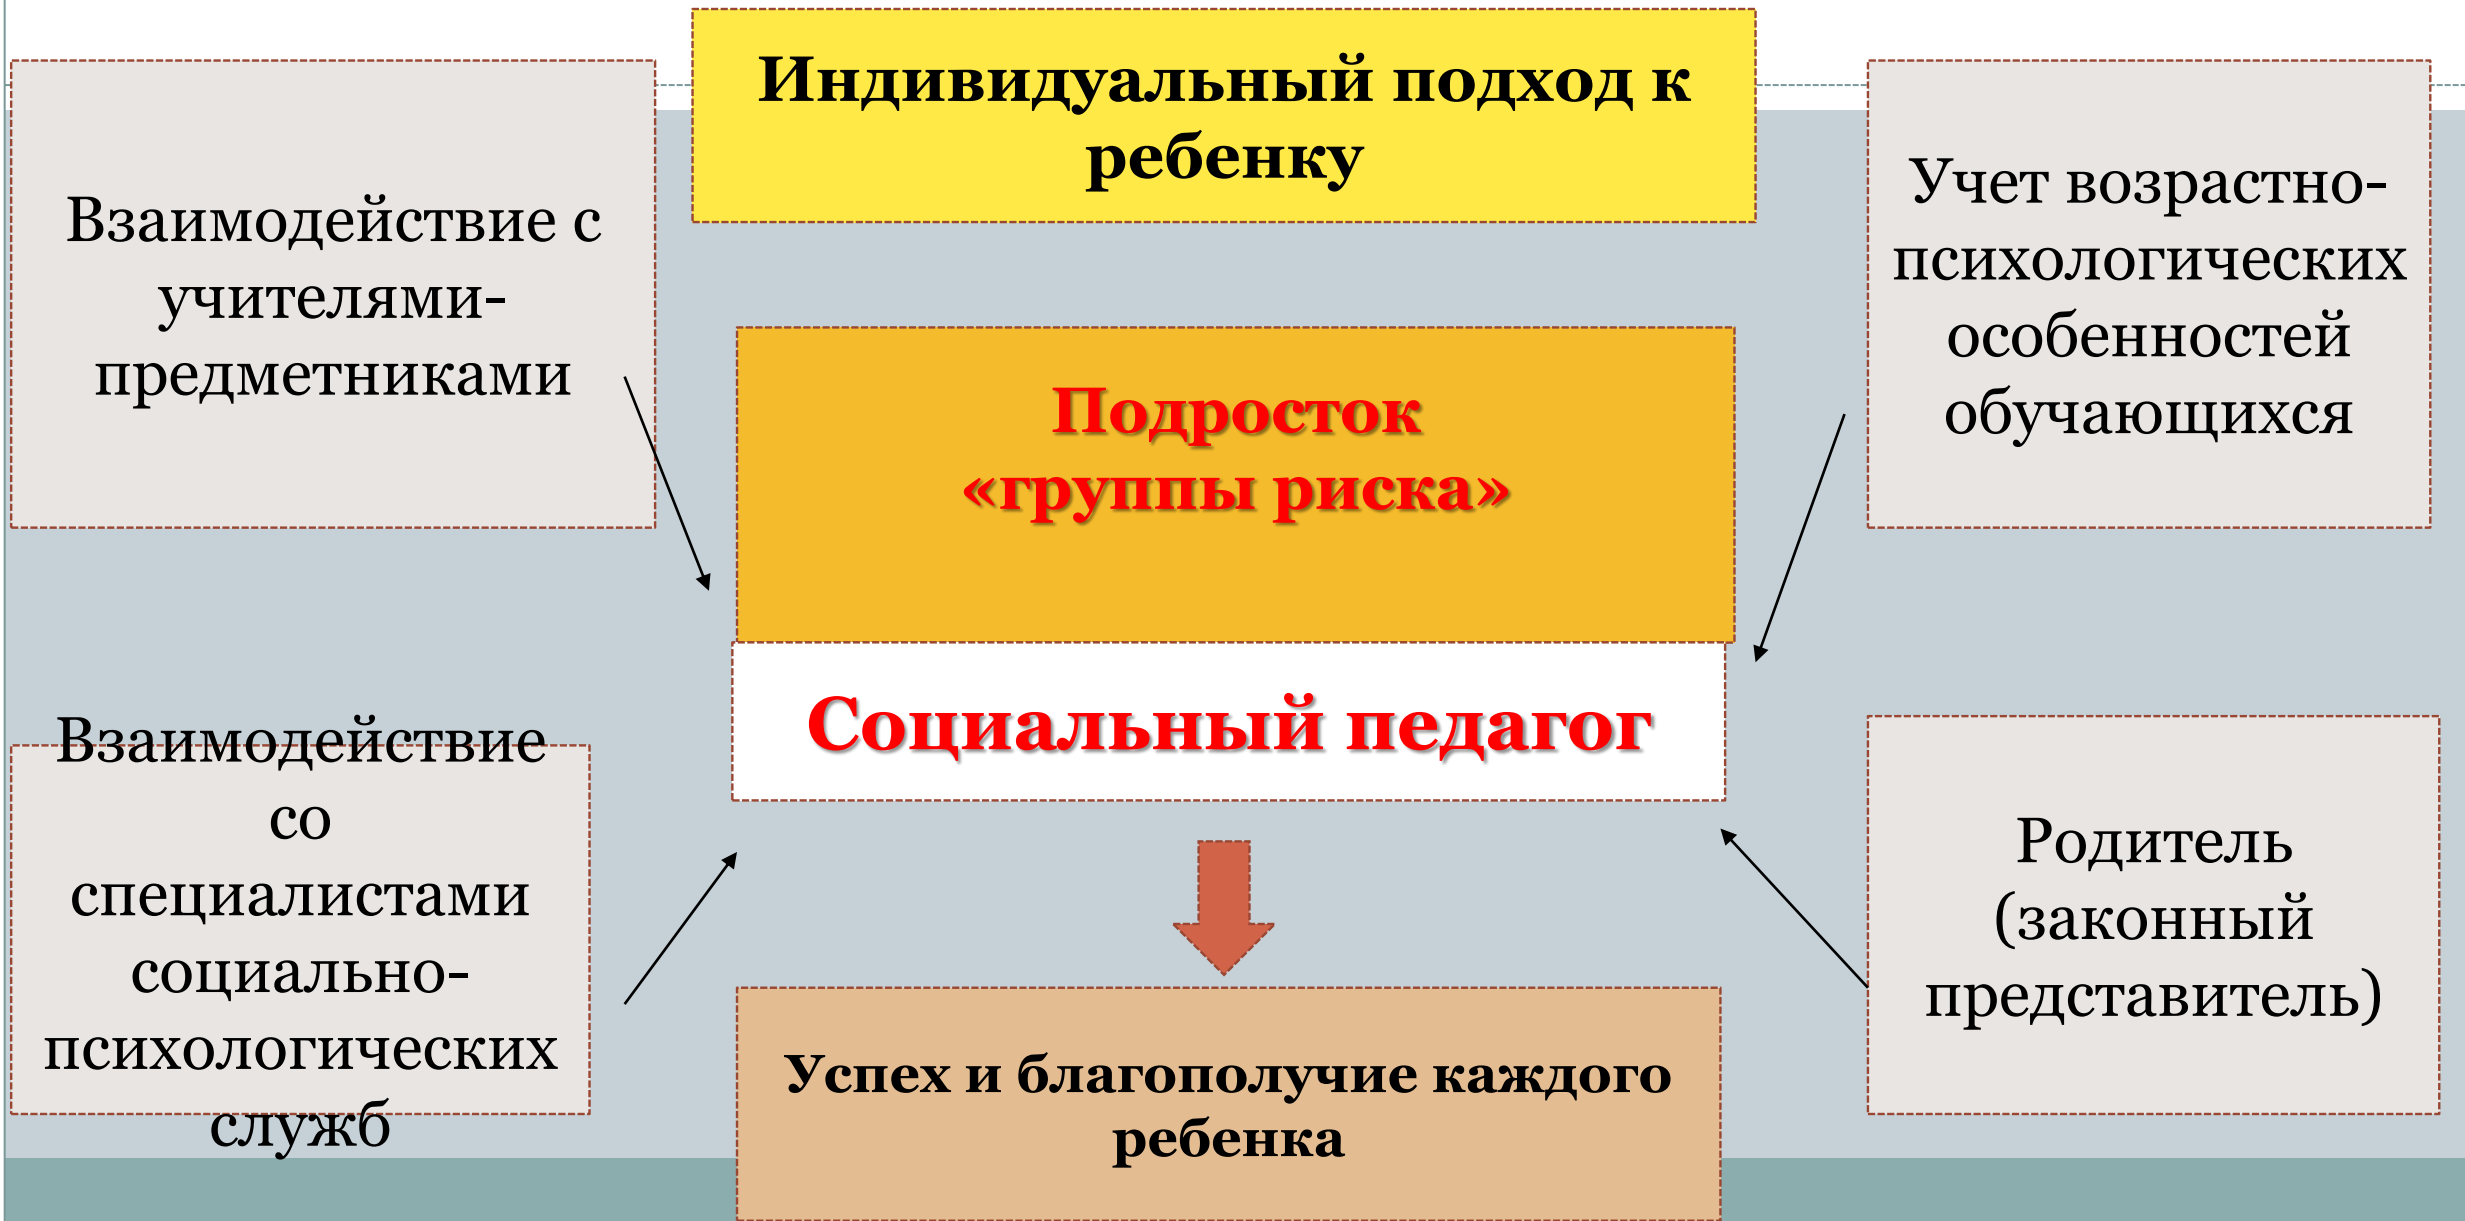 Индивидуальный подход к
ребенку
Взаимодействие с
учителями-
предметниками
Учет возрастно-
психологических
особенностей
обучающихся
Подросток
«группы риска»
Социальный педагог
Взаимодействие
со
специалистами
социально-
психологических
служб
Родитель
(законный
представитель)
Успех и благополучие каждого
ребенка